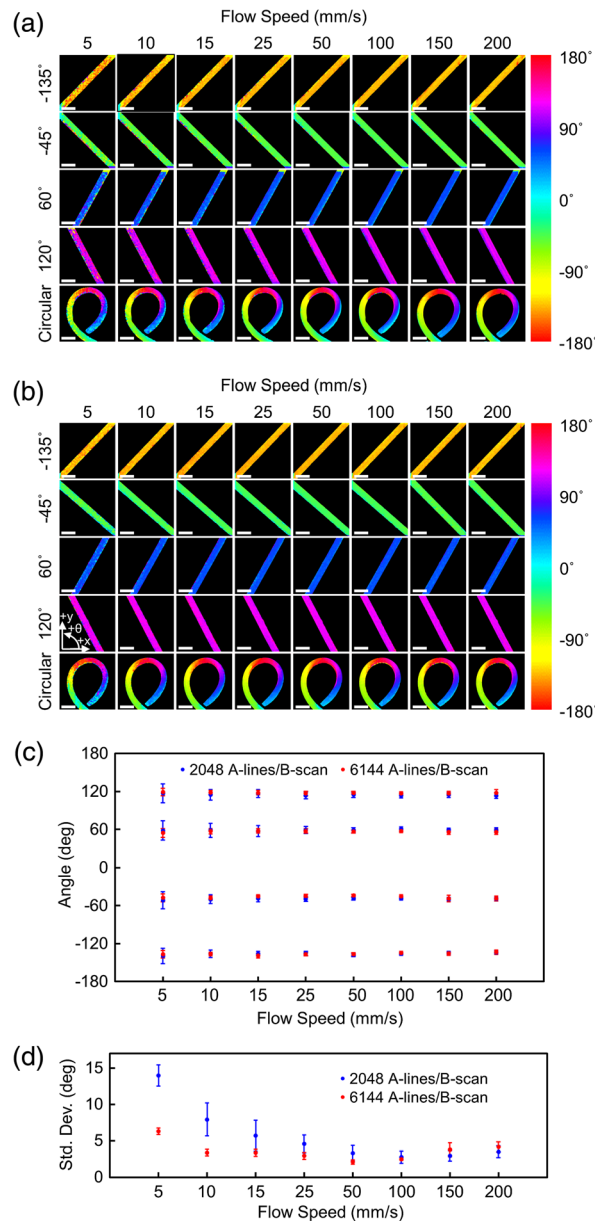 (a)
Flow Speed (mm/s)
5 10 15 25 50 100 150 200
-135°
-45°
60°
120°
Circular
180°
90°
0°
-90°
-180°
(b)
Flow Speed (mm/s)
5 10 15 25 50 100 150 200
-135°
-45°
60°
120°
+y
+θ
+x
Circular
180°
90°
0°
-90°
-180°
(c)
180
120
60
0
-60
-120
-180
Angle (deg)
2048 A-lines/B-scan 6144 A-lines/B-scan
5 10 15 25 50 100 150 200
Flow Speed (mm/s)
(d)
15
10
5
0
Std. Dev. (deg)
2048 A-lines/B-scan
6144 A-lines/B-scan
5 10 15 25 50 100 150 200
Flow Speed (mm/s)